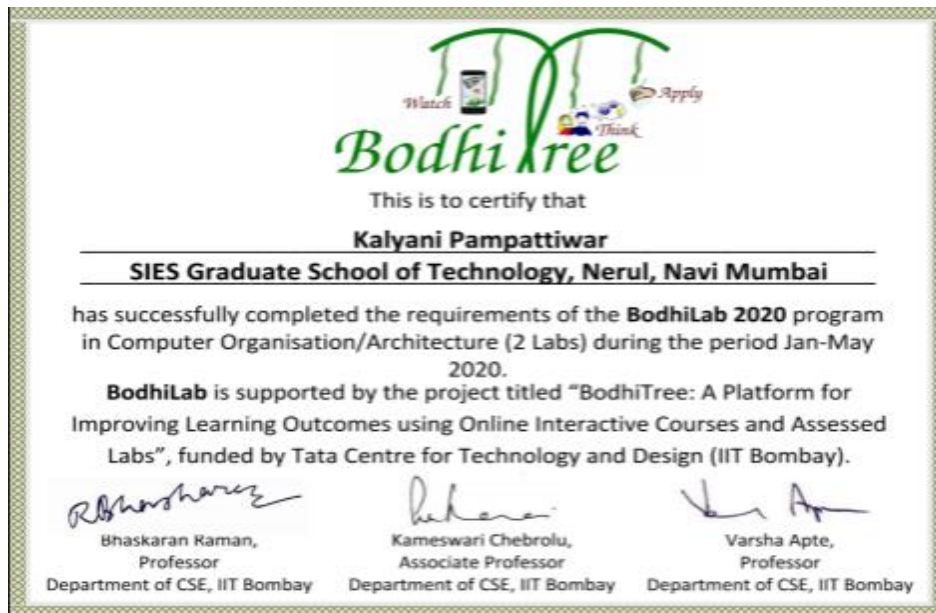 Watch
Apply
Think
Bodhi Tree
This is to certify that
Kalyani Pampattiwar
SIES Graduate School of Technology, Nerul, Navi Mumbai
has successfully completed the requirements of the BodhiLab 2020 program
in Computer Organisation/Architecture (2 Labs) during the period Jan-May
2020.
BodhiLab is supported by the project titled “BodhiTree: A Platform for
Improving Learning Outcomes using Online Interactive Courses and Assessed
Labs”, funded by Tata Centre for Technology and Design (IIT Bombay).
Bhaskaran Raman,
Professor
Department of CSE, IIT Bombay
Kameswari Chebrolu,
Associate Professor
Department of CSE, IIT Bombay
Varsha Apte,
Professor
Department of CSE, IIT Bombay